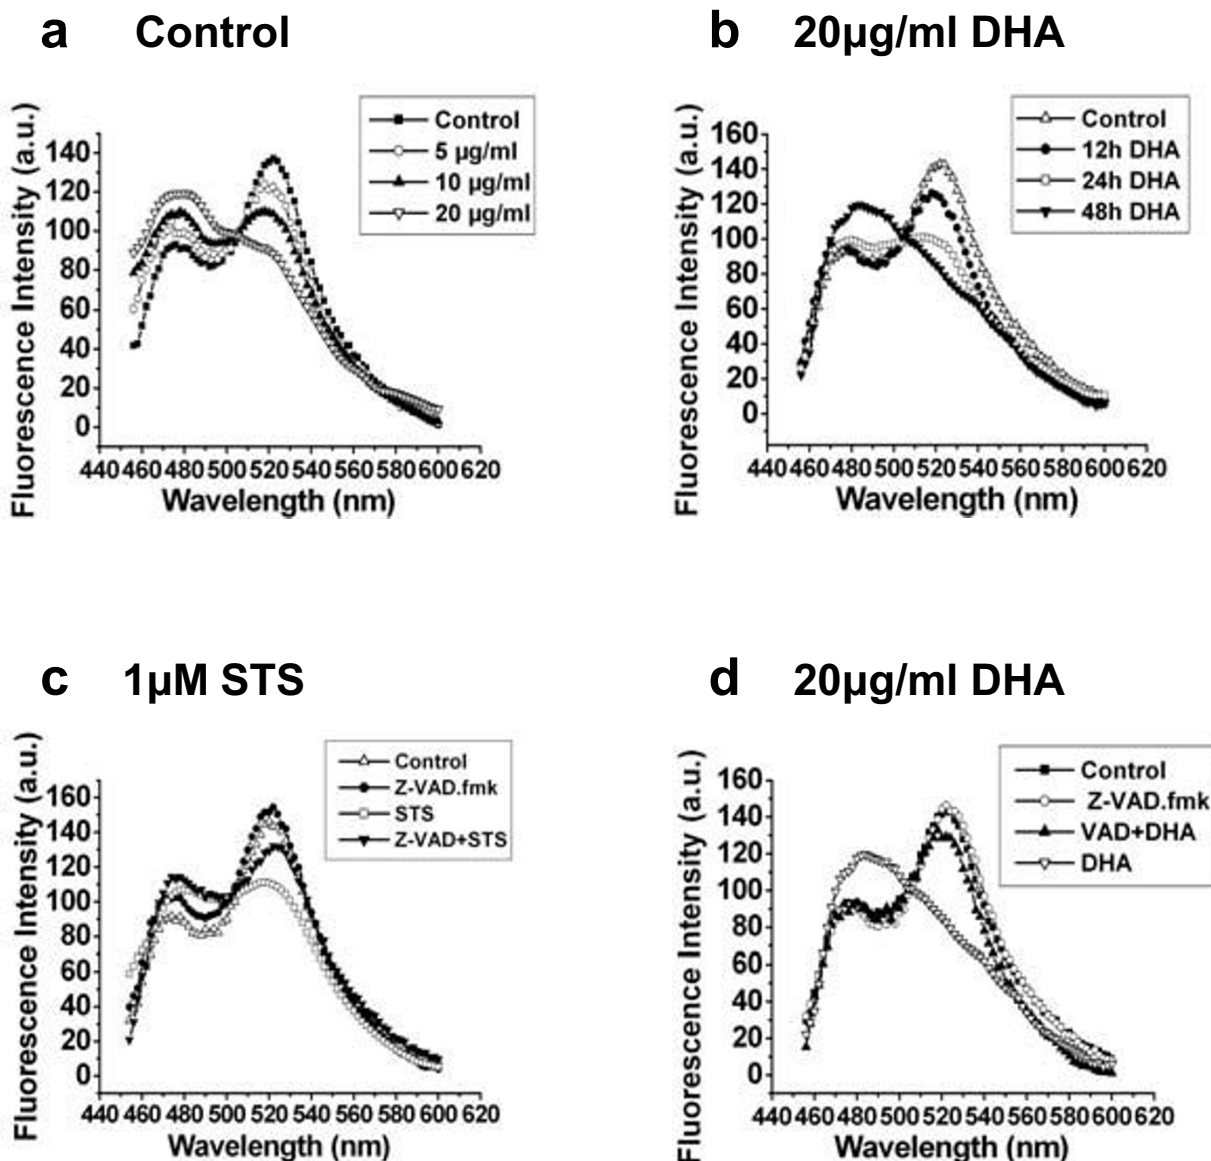 a Control
Fluorescence Intensity (a.u.)
140
120
100
80
60
40
20
0
440 460 480 500 520 540 560 580 600 620
Wavelength (nm)
Control
5 µg/ml
10 µg/ml
20 µg/ml
b 20µg/ml DHA
Fluorescence Intensity (a.u.)
160
140
120
100
80
60
40
20
0
440 460 480 500 520 540 560 580 600 620
Wavelength (nm)
Control
12h DHA
24h DHA
48h DHA
c 1µM STS
Fluorescence Intensity (a.u.)
160
140
120
100
80
60
40
20
0
440 460 480 500 520 540 560 580 600 620
Wavelength (nm)
Control
Z-VAD.fmk
STS
Z-VAD+STS
d 20µg/ml DHA
Fluorescence Intensity (a.u.)
160
140
120
100
80
60
40
20
0
440 460 480 500 520 540 560 580 600 620
Wavelength (nm)
Control
Z-VAD.fmk
VAD+DHA
DHA